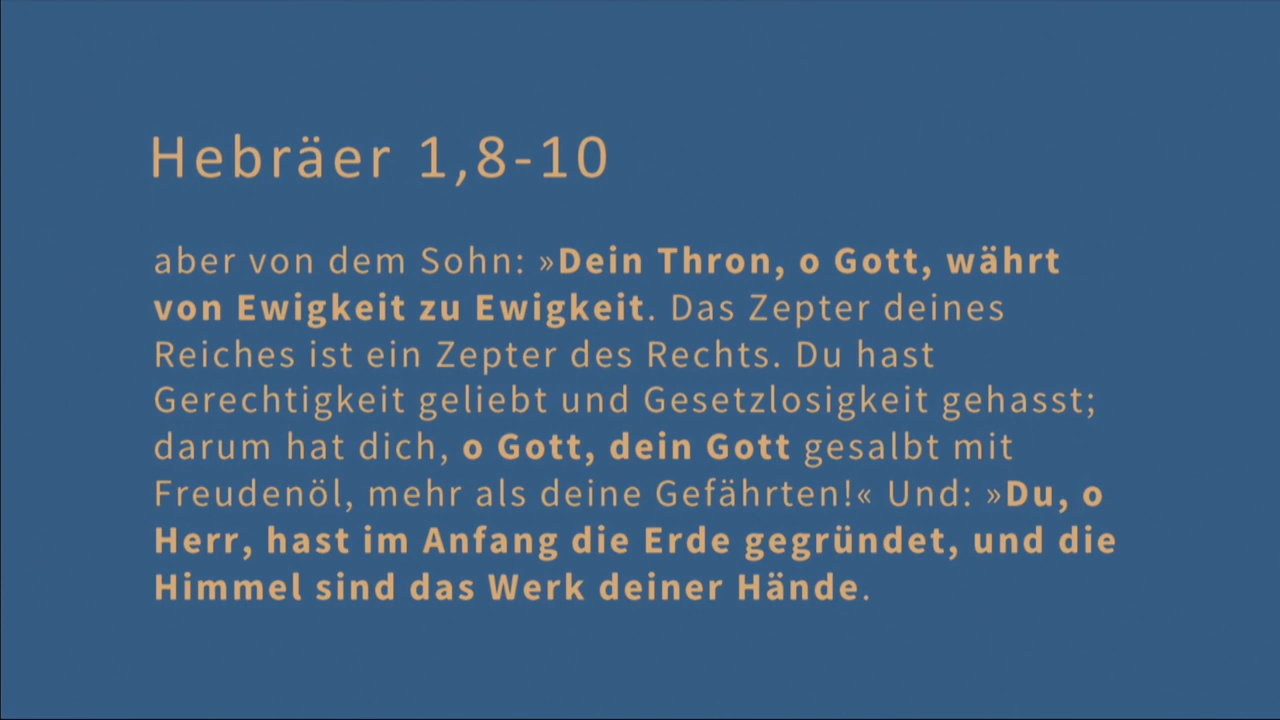 Hebräer 1,8-10
aber von dem Sohn: »Dein Thron, o Gott, währt
von Ewigkeit zu Ewigkeit. Das Zepter deines
Reiches ist ein Zepter des Rechts. Du hast
Gerechtigkeit geliebt und Gesetzlosigkeit gehasst;
darum hat dich, o Gott, dein Gott gesalbt mit
Freudenöl, mehr als deine Gefährten!« Und: »Du, o
Herr, hast im Anfang die Erde gegründet, und die
Himmel sind das Werk deiner Hände.